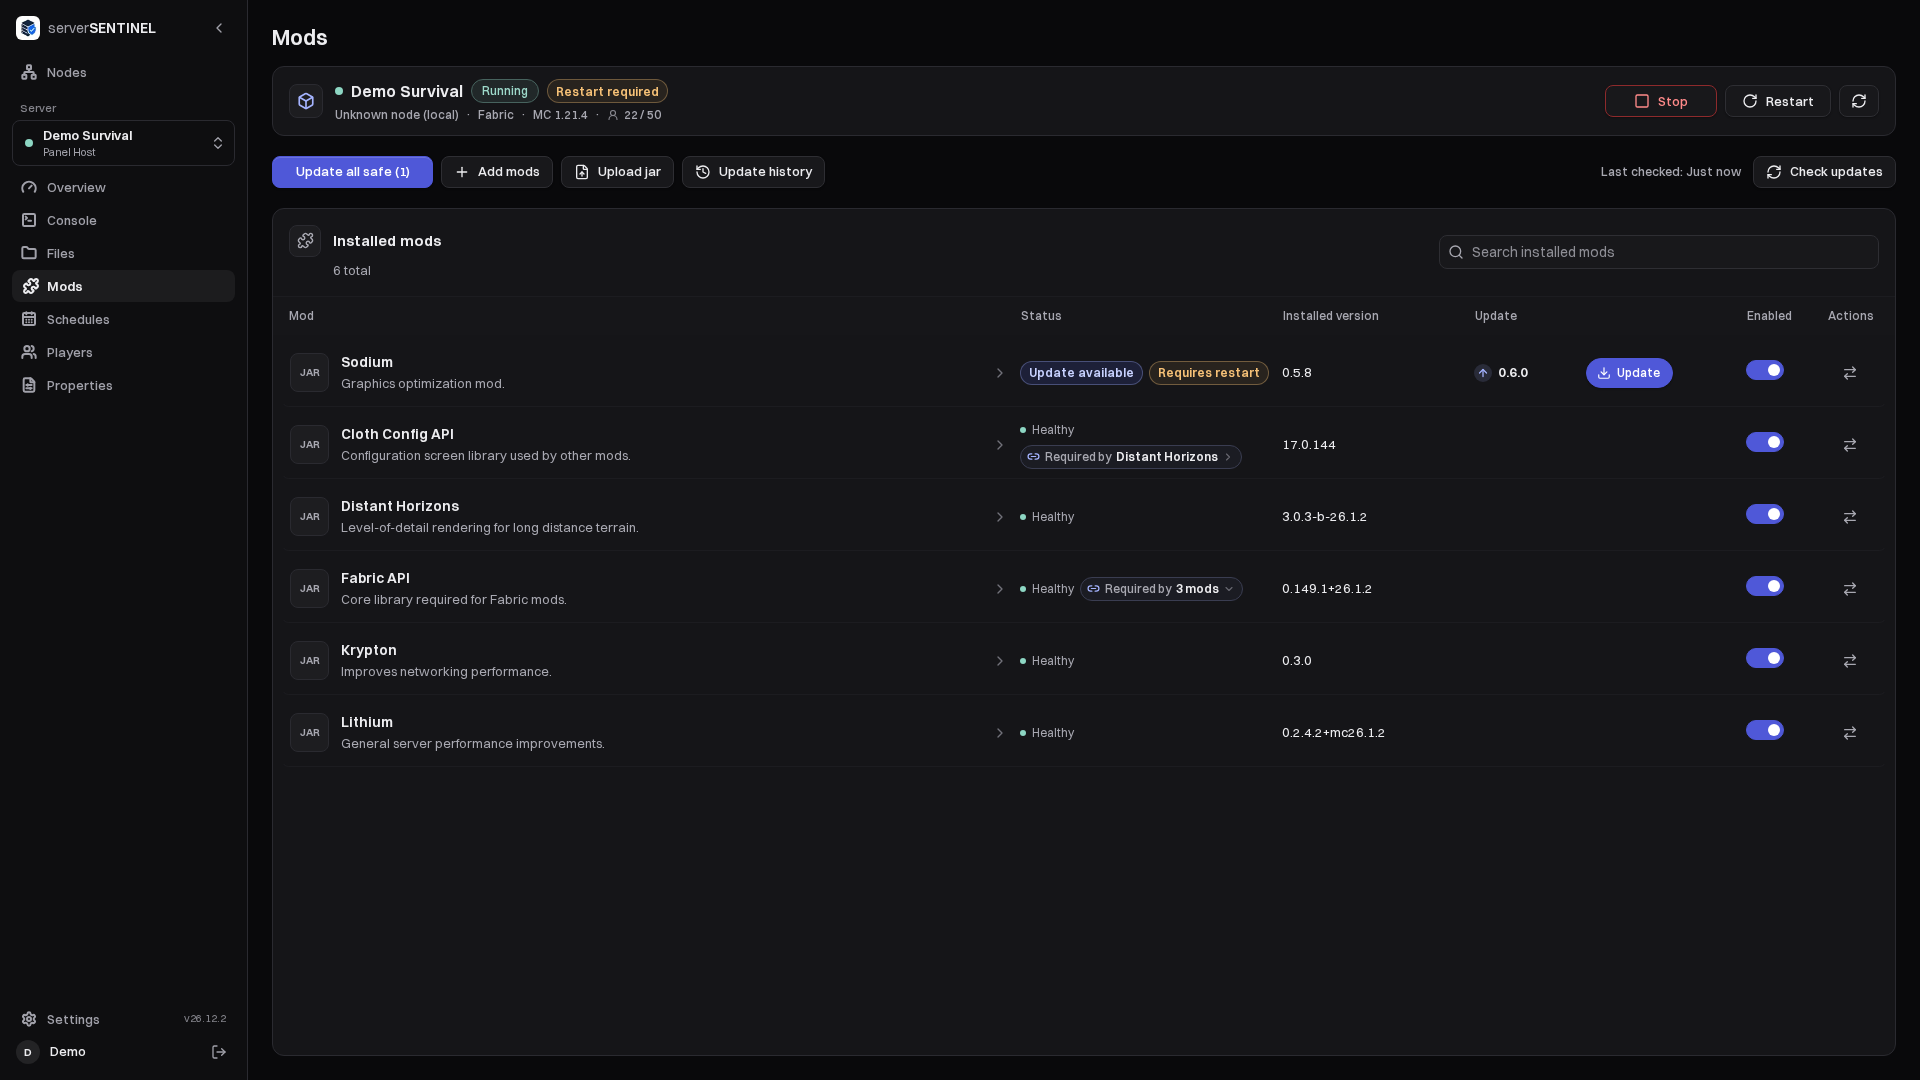 serverSENTINEL
Nodes
Server
Demo Survival
Panel Host
Overview
Console
Files
Mods
Schedules
Players
Properties
Settings
v26.12.2
D
Demo
Mods
Demo Survival Running Restart required
Unknown node (local) · Fabric · MC 1.21.4 · 22 / 50
Stop
Restart
Update all safe (1)
Add mods
Upload jar
Update history
Last checked: Just now
Check updates
Installed mods
6 total
Search installed mods
Mod Status Installed version Update Enabled Actions
JAR
Sodium
Graphics optimization mod.
Update available Requires restart 0.5.8 0.6.0 Update
JAR
Cloth Config API
Configuration screen library used by other mods.
Healthy
Required by Distant Horizons
17.0.144
JAR
Distant Horizons
Level-of-detail rendering for long distance terrain.
Healthy 3.0.3-b-26.1.2
JAR
Fabric API
Core library required for Fabric mods.
Healthy Required by 3 mods 0.149.1+26.1.2
JAR
Krypton
Improves networking performance.
Healthy 0.3.0
JAR
Lithium
General server performance improvements.
Healthy 0.2.4.2+mc26.1.2